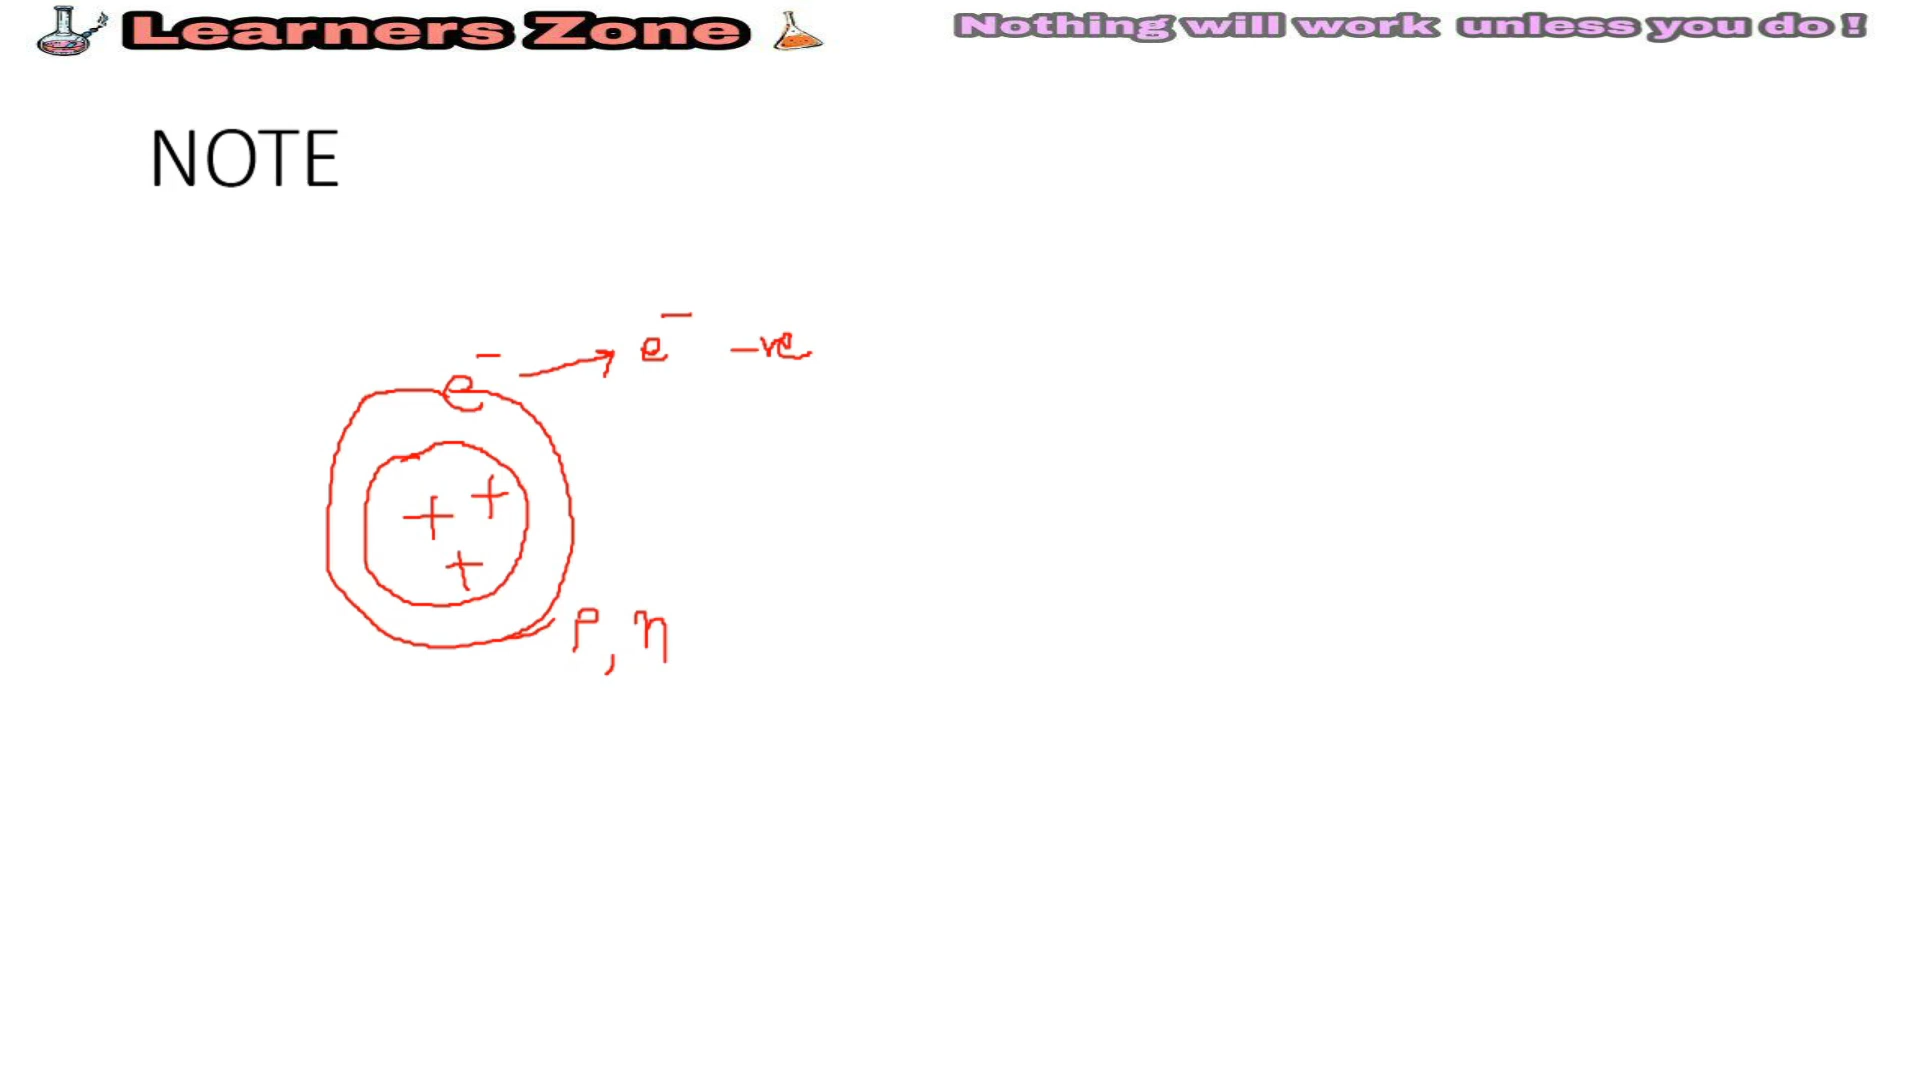 Learners Zone
Nothing will work unless you do !
NOTE
e⁻ → e⁻ -ve
+ +
+
P, n